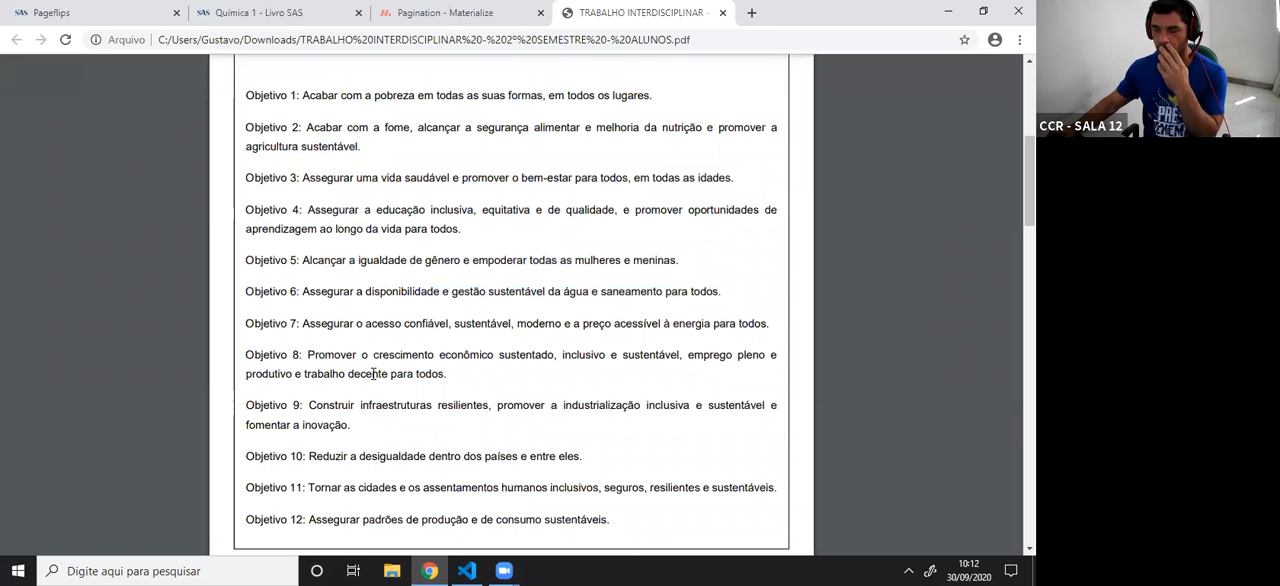 Pageflips
Química 1 - Livro SAS
Pagination - Materialize
TRABALHO INTERDISCIPLINAR -
Arquivo
C:/Users/Gustavo/Downloads/TRABALHO%20INTERDISCIPLINAR%20-%202º%20SEMESTRE%20-%20ALUNOS.pdf
Objetivo 1: Acabar com a pobreza em todas as suas formas, em todos os lugares.
Objetivo 2: Acabar com a fome, alcançar a segurança alimentar e melhoria da nutrição e promover a
agricultura sustentável.
Objetivo 3: Assegurar uma vida saudável e promover o bem-estar para todos, em todas as idades.
Objetivo 4: Assegurar a educação inclusiva, equitativa e de qualidade, e promover oportunidades de
aprendizagem ao longo da vida para todos.
Objetivo 5: Alcançar a igualdade de gênero e empoderar todas as mulheres e meninas.
Objetivo 6: Assegurar a disponibilidade e gestão sustentável da água e saneamento para todos.
Objetivo 7: Assegurar o acesso confiável, sustentável, moderno e a preço acessível à energia para todos.
Objetivo 8: Promover o crescimento econômico sustentado, inclusivo e sustentável, emprego pleno e
produtivo e trabalho decente para todos.
Objetivo 9: Construir infraestruturas resilientes, promover a industrialização inclusiva e sustentável e
fomentar a inovação.
Objetivo 10: Reduzir a desigualdade dentro dos países e entre eles.
Objetivo 11: Tornar as cidades e os assentamentos humanos inclusivos, seguros, resilientes e sustentáveis.
Objetivo 12: Assegurar padrões de produção e de consumo sustentáveis.
CCR - SALA 12
Digite aqui para pesquisar
10:12
30/09/2020